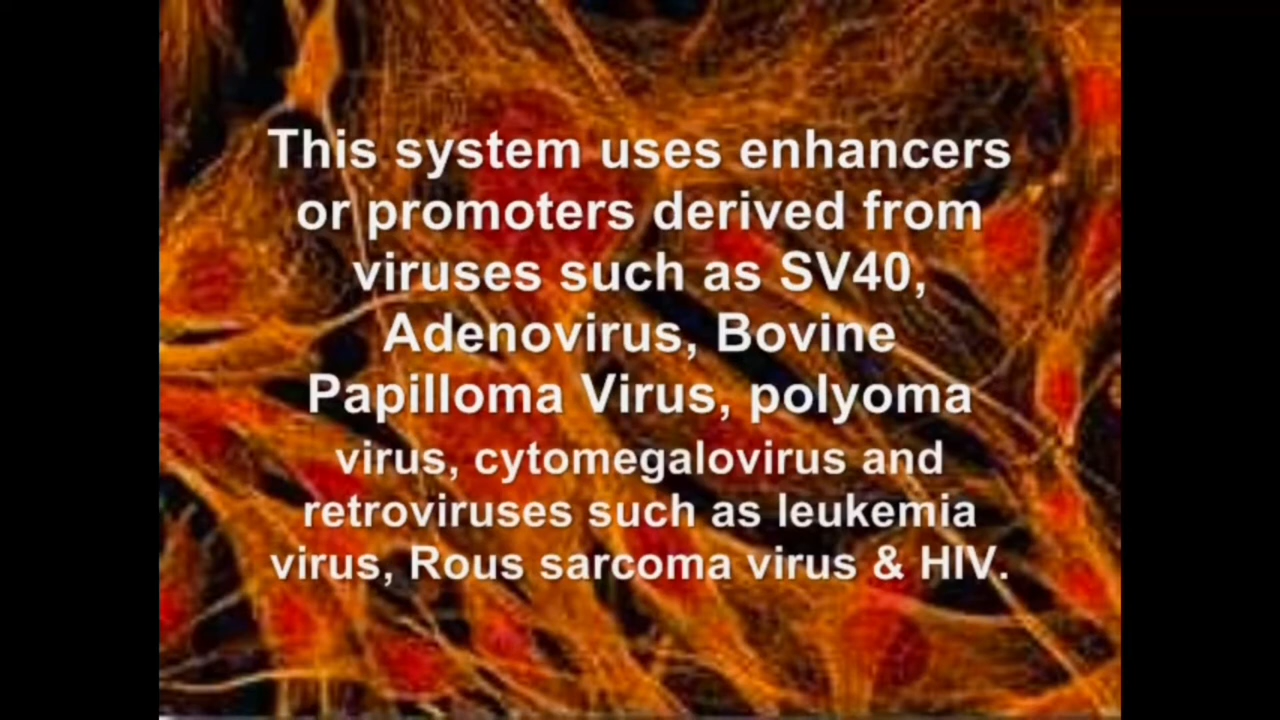 This system uses enhancers
or promoters derived from
viruses such as SV40,
Adenovirus, Bovine
Papilloma Virus, polyoma
virus, cytomegalovirus and
retroviruses such as leukemia
virus, Rous sarcoma virus & HIV.